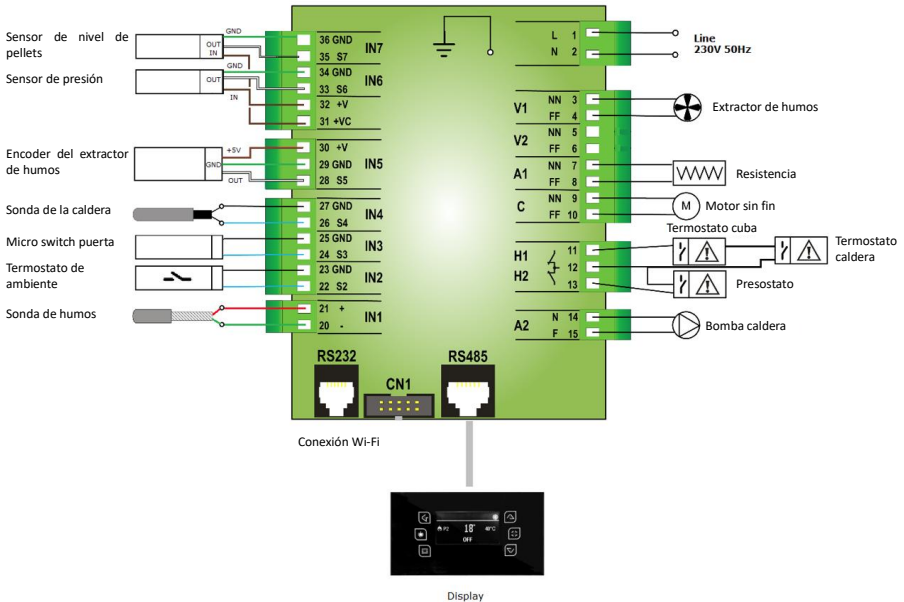 Sensor de nivel de
pellets
GND
OUT
IN
Sensor de presión
GND
OUT
IN
Encoder del extractor
de humos
+5V
GND
OUT
Sonda de la caldera
Micro switch puerta
Termostato de
ambiente
Sonda de humos
36 GND
35 S7
IN7
34 GND
33 S6
IN6
32 +V
31 +VC
30 +V
29 GND
28 S5
IN5
27 GND
26 S4
IN4
25 GND
24 S3
IN3
23 GND
22 S2
IN2
21 +
20 -
IN1
L 1
N 2
Line
230V 50Hz
V1
NN 3
FF 4
Extractor de humos
V2
NN 5
FF 6
A1
NN 7
FF 8
Resistencia
C
NN 9
FF 10
M
Motor sin fin
Termostato cuba
H1
11
12
H2
13
Termostato
caldera
Presostato
A2
N 14
F 15
Bomba caldera
RS232
CN1
RS485
Conexión Wi-Fi
P2
18°
40°C
OFF
Display